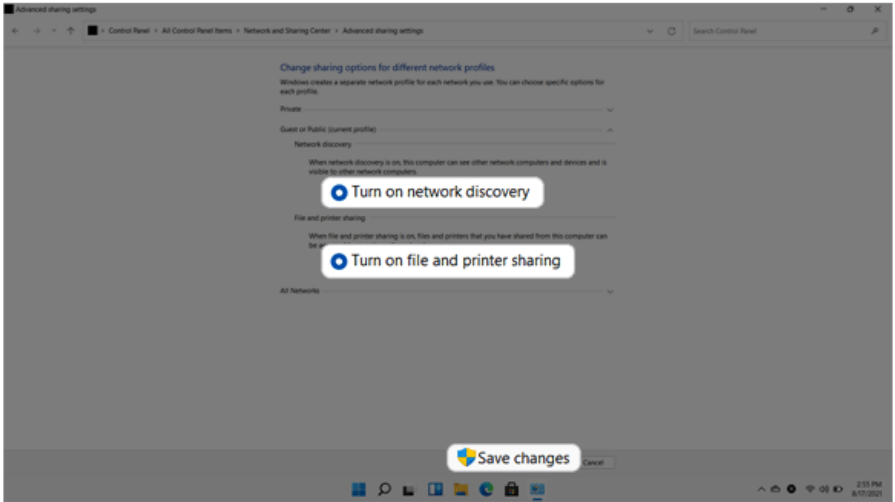 Advanced sharing settings
Control Panel › All Control Panel Items › Network and Sharing Center › Advanced sharing settings
Search Control Panel
Change sharing options for different network profiles
Windows creates a separate network profile for each network you use. You can choose specific options for
each profile.
Private
Guest or Public (current profile)
Network discovery
When network discovery is on, this computer can see other network computers and devices and is
visible to other network computers.
Turn on network discovery
File and printer sharing
When file and printer sharing is on, files and printers that you have shared from this computer can
be
Turn on file and printer sharing
All Networks
Save changes
Cancel
2:55 PM
8/17/2021